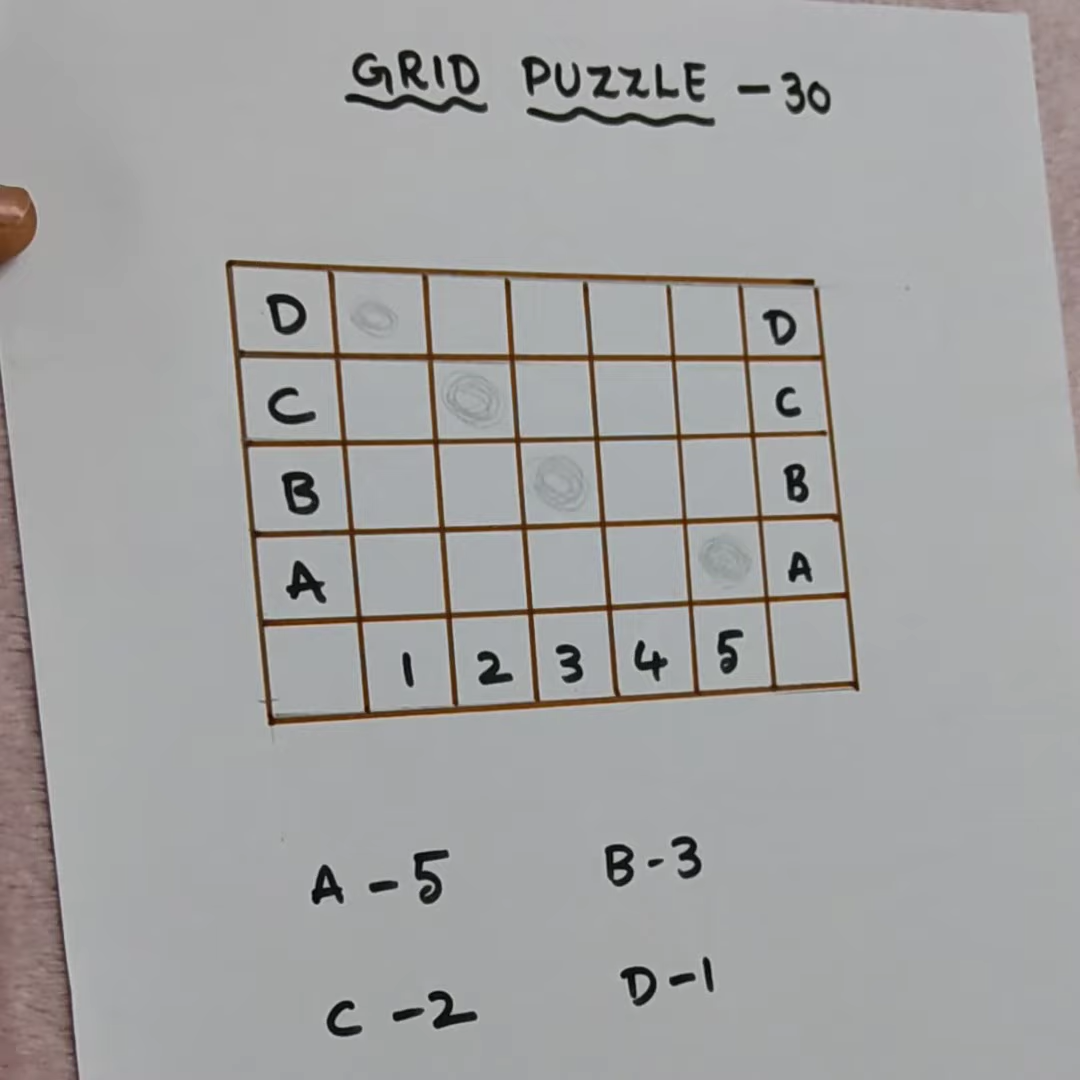 GRID PUZZLE - 30
D D
C C
B B
A A
1 2 3 4 5
A - 5 B - 3
C - 2 D - 1